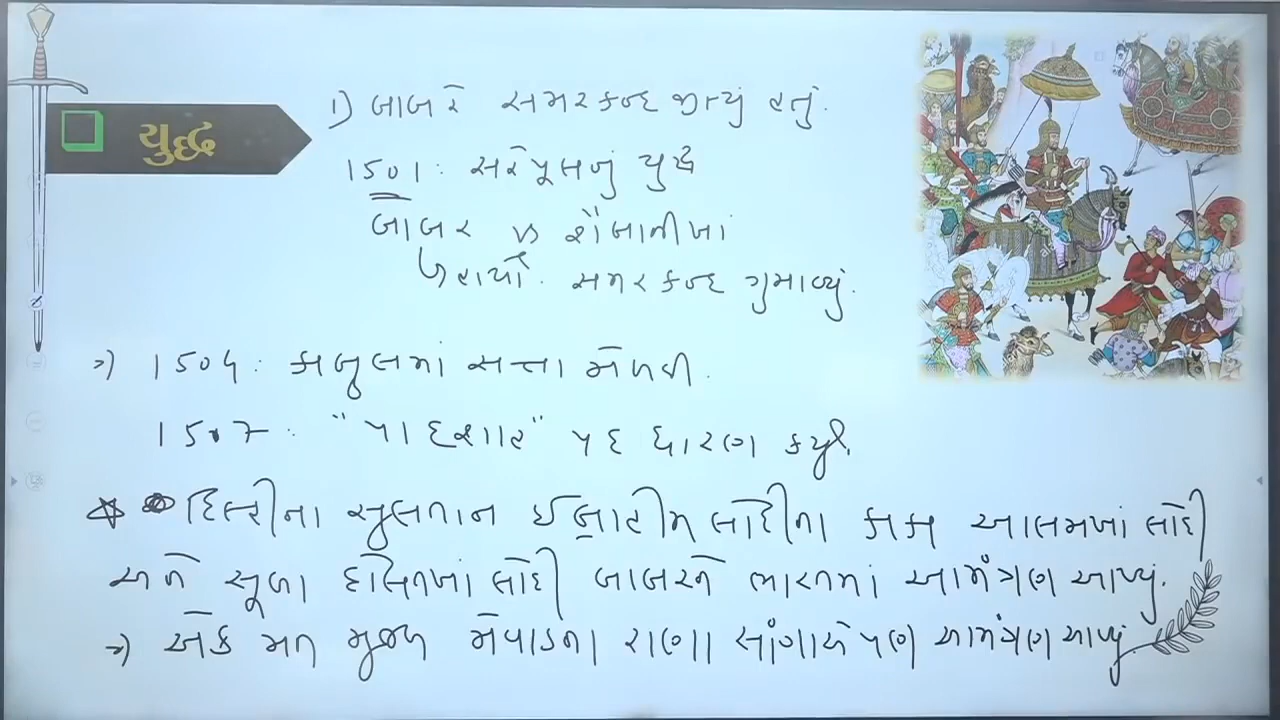 યુદ્ધ
1) બાબરે સમરકન્દ જીત્યું હતું.
1501: સરેપૂલનું યુદ્ધ
બાબર vs શૈબાનીખાં
હાર્યો. સમરકન્દ ગુમાવ્યું.
→) 1504: કાબુલમાં સત્તા મેળવી.
1507: "પાદશાહ" પદ ધારણ કર્યું.
દિલ્હીના સુલતાન ઈબ્રાહીમ લોદીના કાકા આલમખાં લોદી
અને સૂબા દૌલતખાં લોદી બાબરને ભારતમાં આમંત્રણ આપ્યું.
→) એક મત મુજબ મેવાડના રાણા સાંગાએ પણ આમંત્રણ આપ્યું.